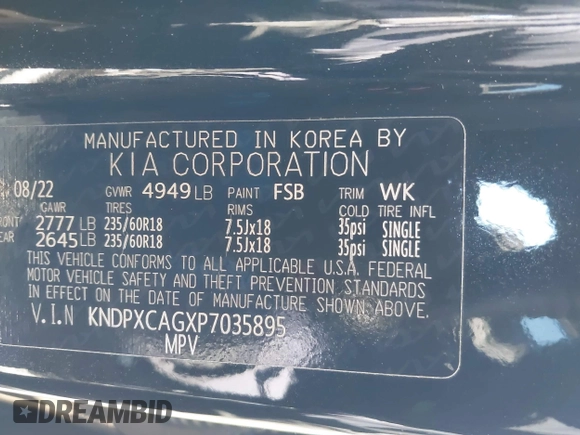 MANUFACTURED IN KOREA BY
KIA CORPORATION
08/22 GVWR 4949 LB PAINT FSB TRIM WK
GAWR TIRES RIMS COLD TIRE INFL
2777 LB 235/60R18 7.5Jx18 35psi SINGLE
2645 LB 235/60R18 7.5Jx18 35psi SINGLE
THIS VEHICLE CONFORMS TO ALL APPLICABLE U.S.A. FEDERAL
MOTOR VEHICLE SAFETY AND THEFT PREVENTION STANDARDS
IN EFFECT ON THE DATE OF MANUFACTURE SHOWN ABOVE.
V.I.N KNDPXCAGXP7035895
MPV
DREAMBID